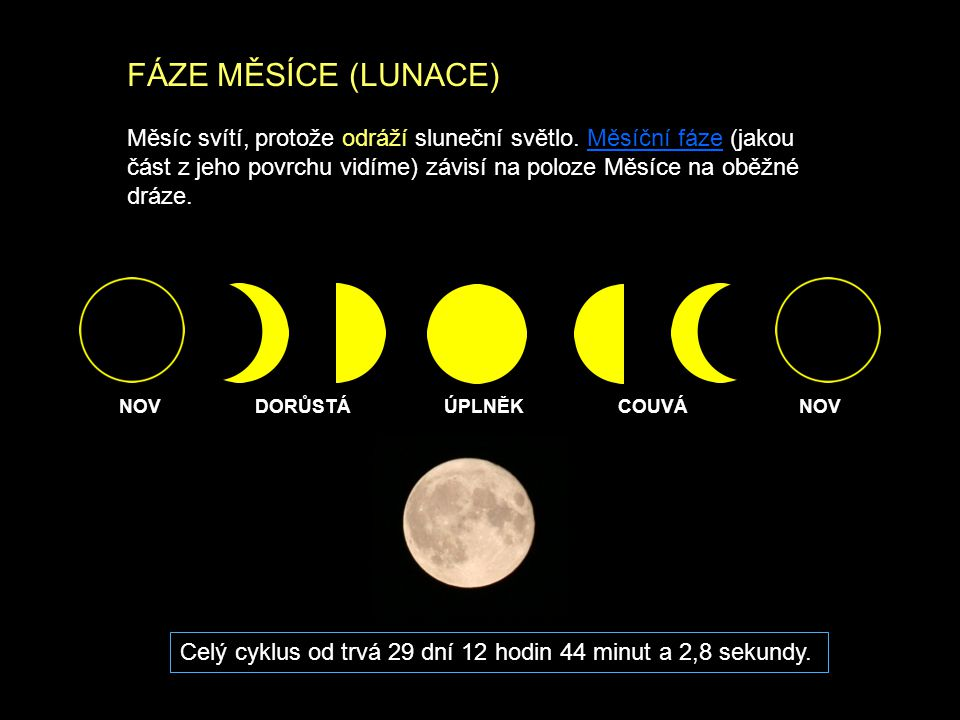 FÁZE MĚSÍCE (LUNACE)
Měsíc svítí, protože odráží sluneční světlo. Měsíční fáze (jakou
část z jeho povrchu vidíme) závisí na poloze Měsíce na oběžné
dráze.
NOV DORŮSTÁ ÚPLNĚK COUVÁ NOV
Celý cyklus od trvá 29 dní 12 hodin 44 minut a 2,8 sekundy.